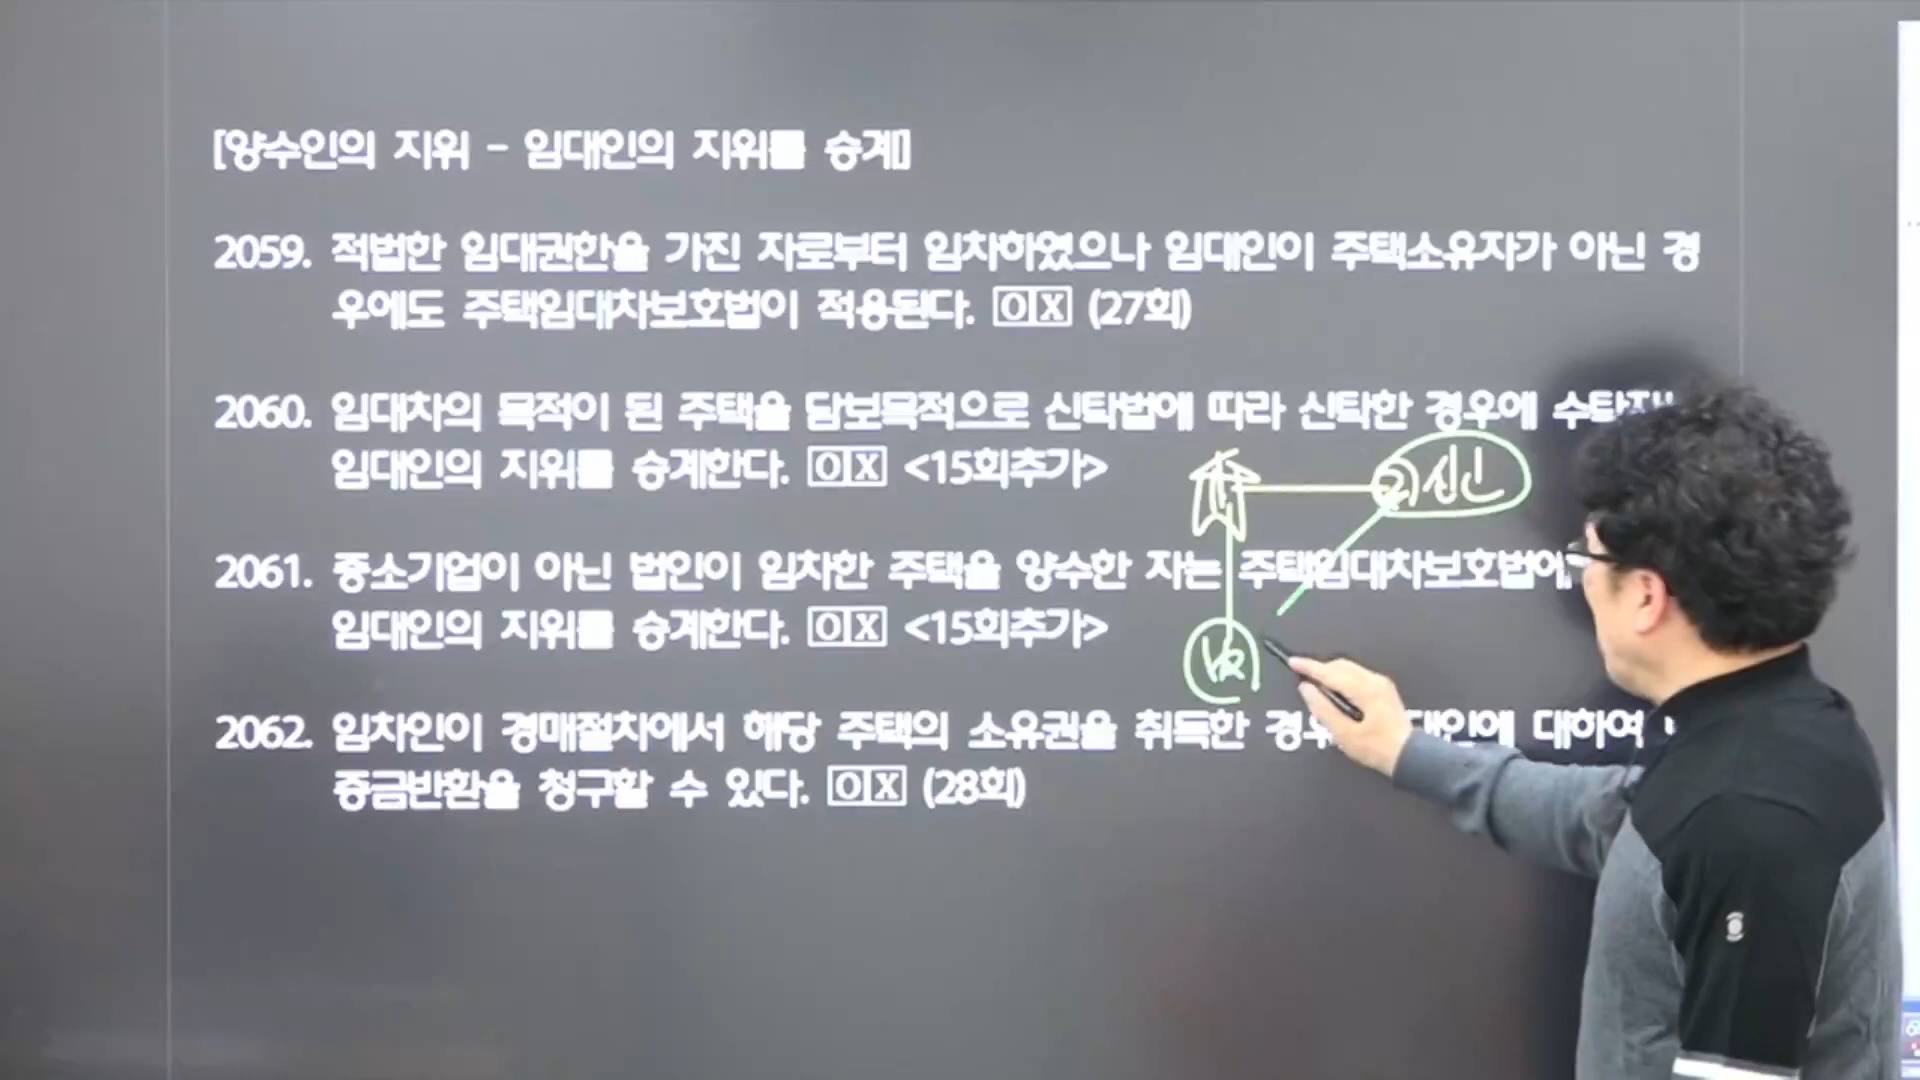 [양수인의 지위 - 임대인의 지위를 승계]
2059. 적법한 임대권한을 가진 자로부터 임차하였으나 임대인이 주택소유자가 아닌 경
우에도 주택임대차보호법이 적용된다. O X (27회)
2060. 임대차의 목적이 된 주택을 담보목적으로 신탁법에 따라 신탁한 경우에
임대인의 지위를 승계한다. O X <15회추가>
2061. 중소기업이 아닌 법인이 임차한 주택을 양수한 자는 주택임대차보호법에
임대인의 지위를 승계한다. O X <15회추가>
2062. 임차인이 경매절차에서 해당 주택의 소유권을 취득한 대하여
증금반환을 청구할 수 있다. O X (28회)